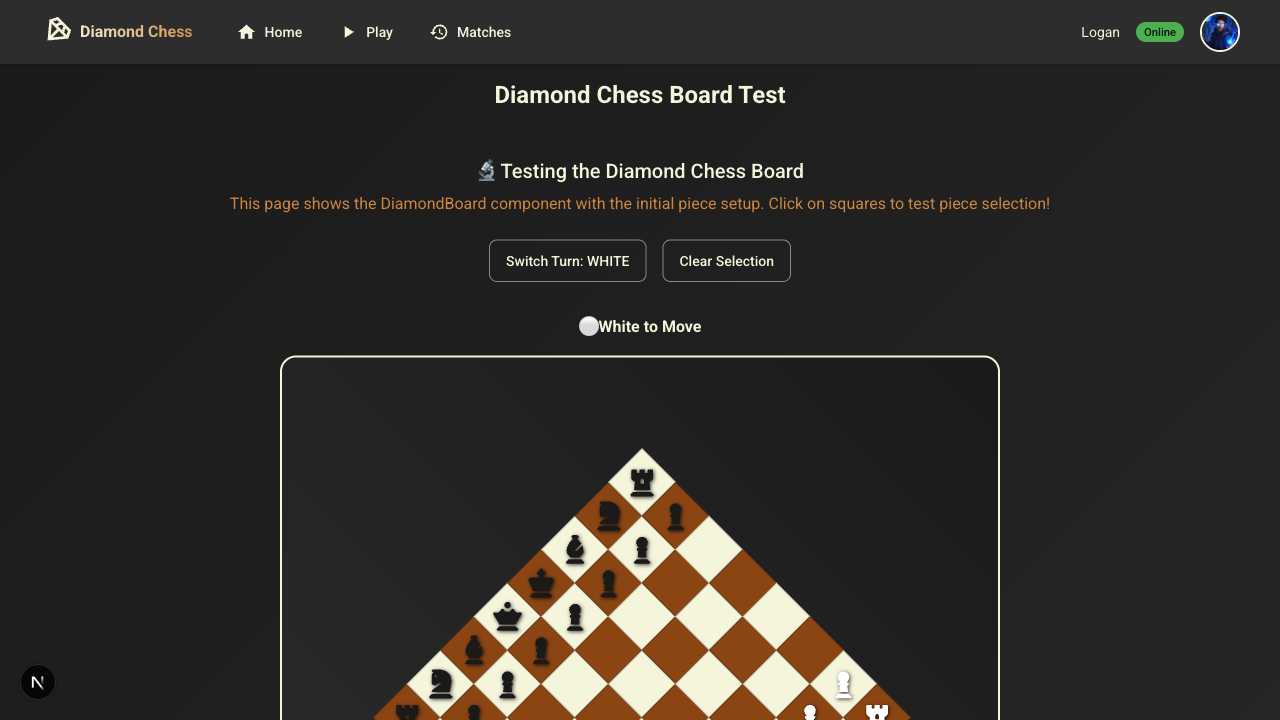 Diamond Chess
Home
Play
Matches
Logan
Online
Diamond Chess Board Test
Testing the Diamond Chess Board
This page shows the DiamondBoard component with the initial piece setup. Click on squares to test piece selection!
Switch Turn: WHITE
Clear Selection
White to Move
N